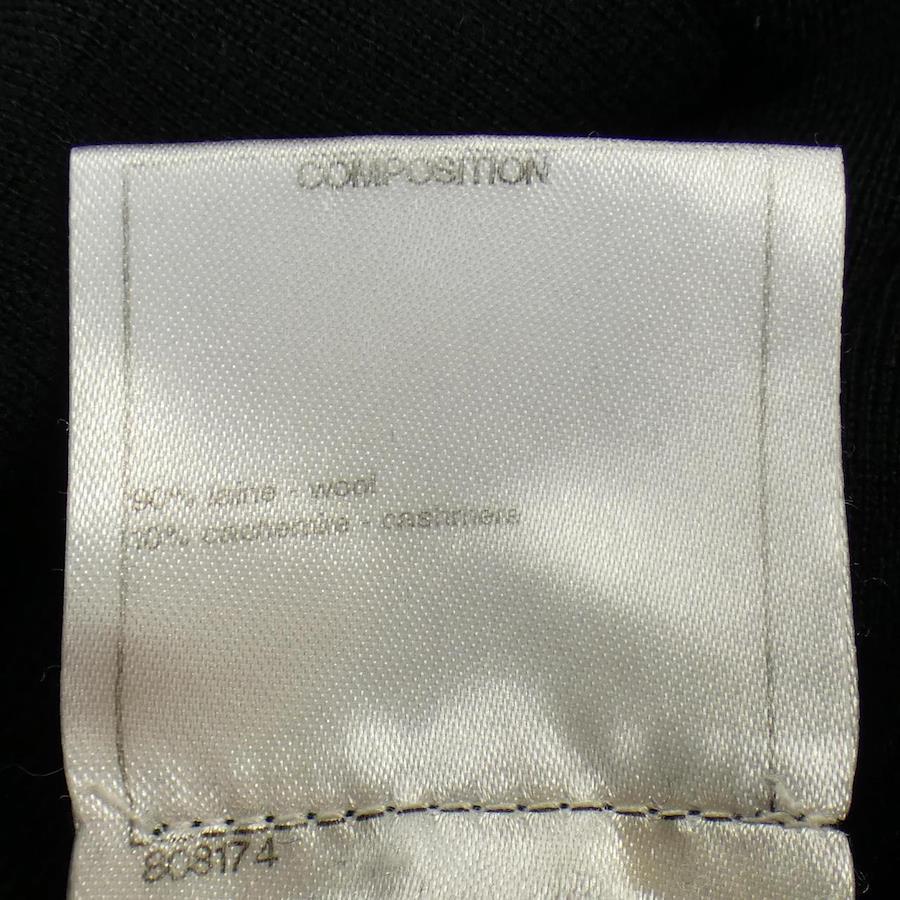 COMPOSITION
90% laine - wool
10% cachemire - cashmere
808174